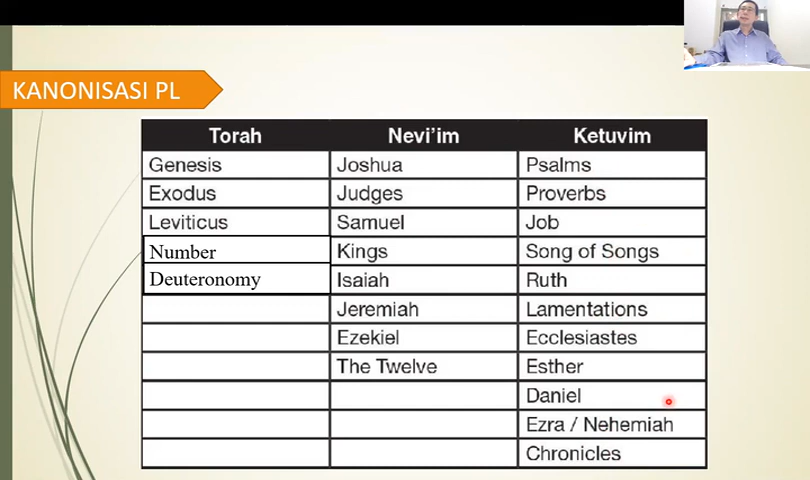 KANONISASI PL
Torah Nevi'im Ketuvim
Genesis Joshua Psalms
Exodus Judges Proverbs
Leviticus Samuel Job
Number Kings Song of Songs
Deuteronomy Isaiah Ruth
Jeremiah Lamentations
Ezekiel Ecclesiastes
The Twelve Esther
Daniel
Ezra / Nehemiah
Chronicles